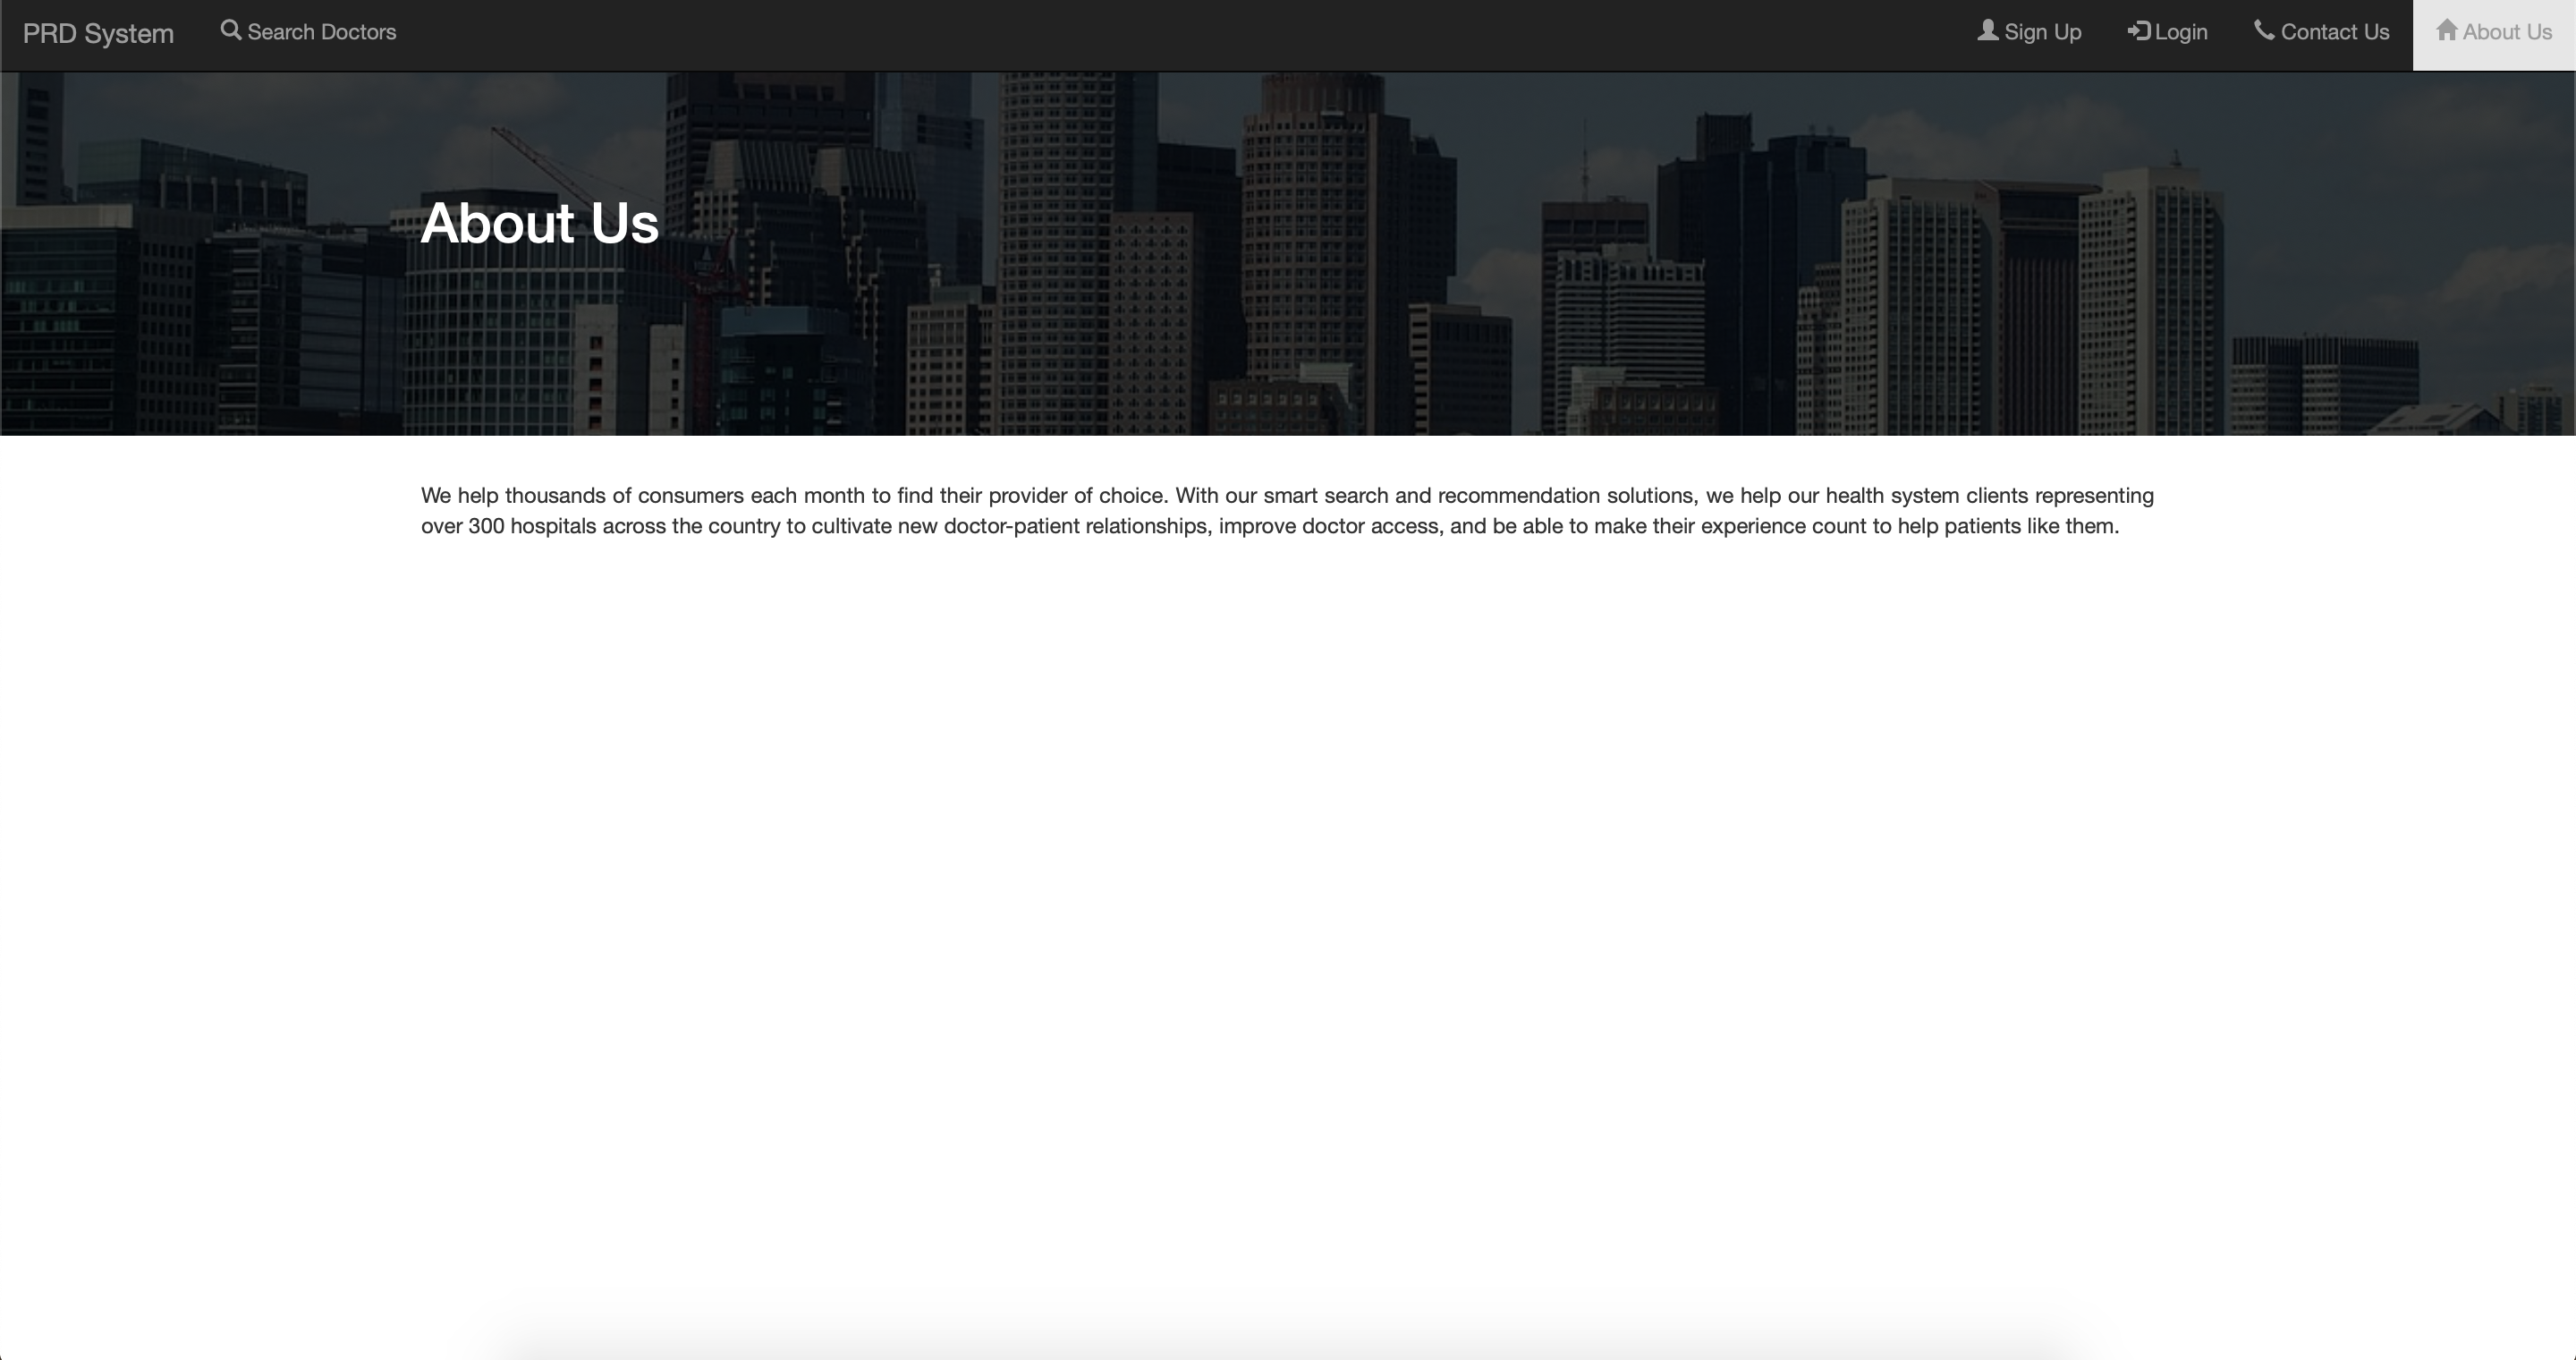 PRD System
Search Doctors
Sign Up
Login
Contact Us
About Us
About Us
We help thousands of consumers each month to find their provider of choice. With our smart search and recommendation solutions, we help our health system clients representing
over 300 hospitals across the country to cultivate new doctor-patient relationships, improve doctor access, and be able to make their experience count to help patients like them.